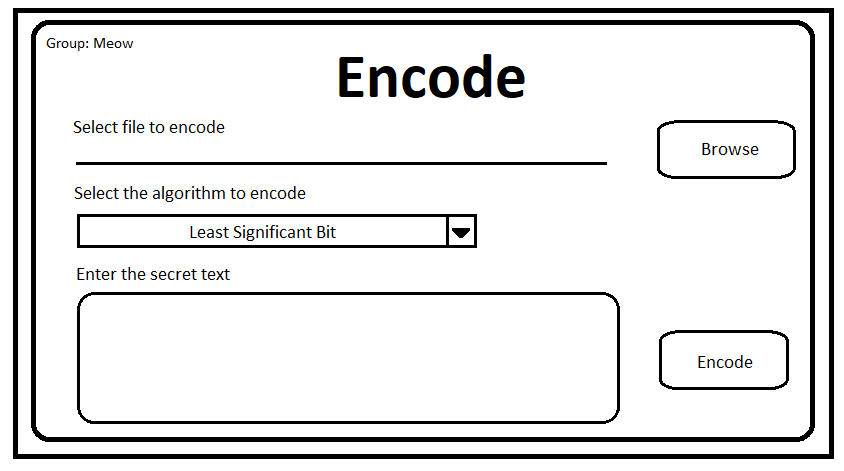 Group: Meow
Encode
Select file to encode
Browse
Select the algorithm to encode
Least Significant Bit
Enter the secret text
Encode